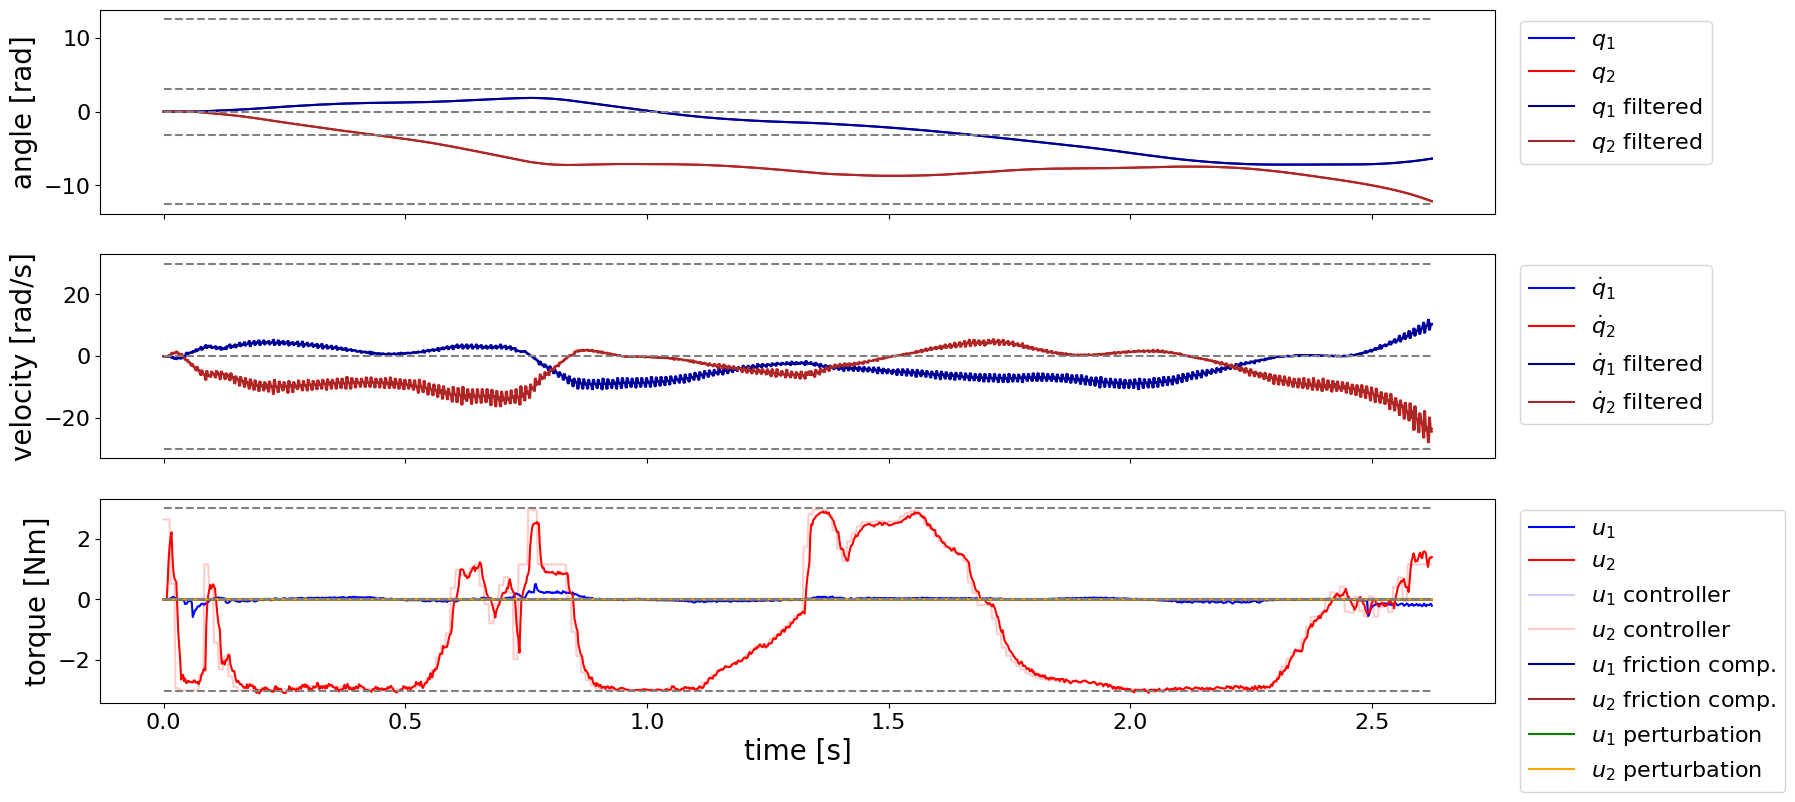 angle [rad]
10
0
−10
q₁
q₂
q₁ filtered
q₂ filtered
velocity [rad/s]
20
0
−20
q̇₁
q̇₂
q̇₁ filtered
q̇₂ filtered
torque [Nm]
2
0
−2
0.0
0.5
1.0
1.5
2.0
2.5
time [s]
u₁
u₂
u₁ controller
u₂ controller
u₁ friction comp.
u₂ friction comp.
u₁ perturbation
u₂ perturbation